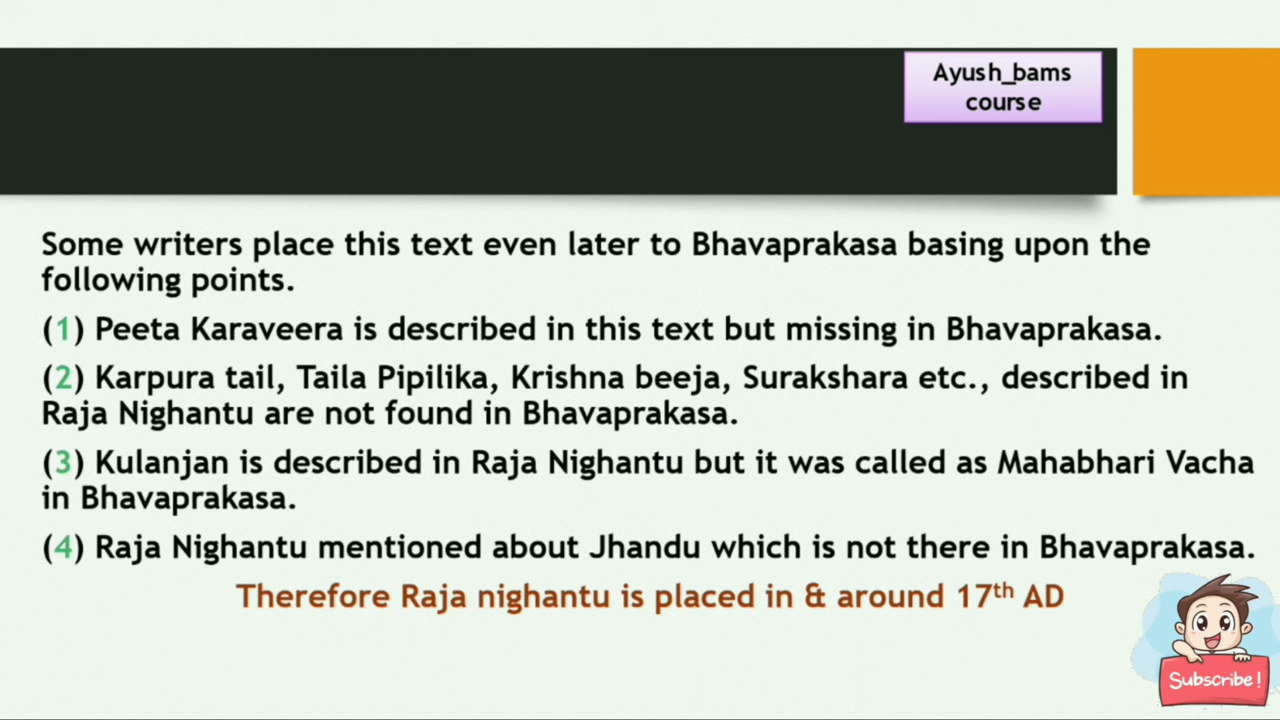 Ayush_bams
course
Some writers place this text even later to Bhavaprakasa basing upon the
following points.
(1) Peeta Karaveera is described in this text but missing in Bhavaprakasa.
(2) Karpura tail, Taila Pipilika, Krishna beeja, Surakshara etc., described in
Raja Nighantu are not found in Bhavaprakasa.
(3) Kulanjan is described in Raja Nighantu but it was called as Mahabhari Vacha
in Bhavaprakasa.
(4) Raja Nighantu mentioned about Jhandu which is not there in Bhavaprakasa.
Therefore Raja nighantu is placed in & around 17th AD
Subscribe!